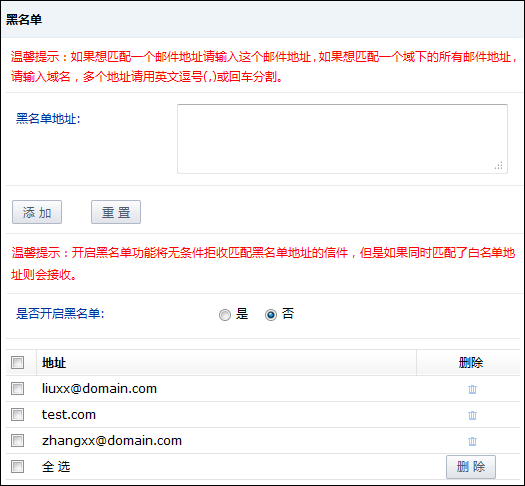 黑名单
温馨提示：如果想匹配一个邮件地址请输入这个邮件地址，如果想匹配一个域下的所有邮件地址，
请输入域名，多个地址请用英文逗号(,)或回车分割。
黑名单地址:
添 加 重 置
温馨提示：开启黑名单功能将无条件拒收匹配黑名单地址的信件，但是如果同时匹配了白名单地
址则会接收。
是否开启黑名单: 是 否
地址 删除
liuxx@domain.com
test.com
zhangxx@domain.com
全 选 删 除